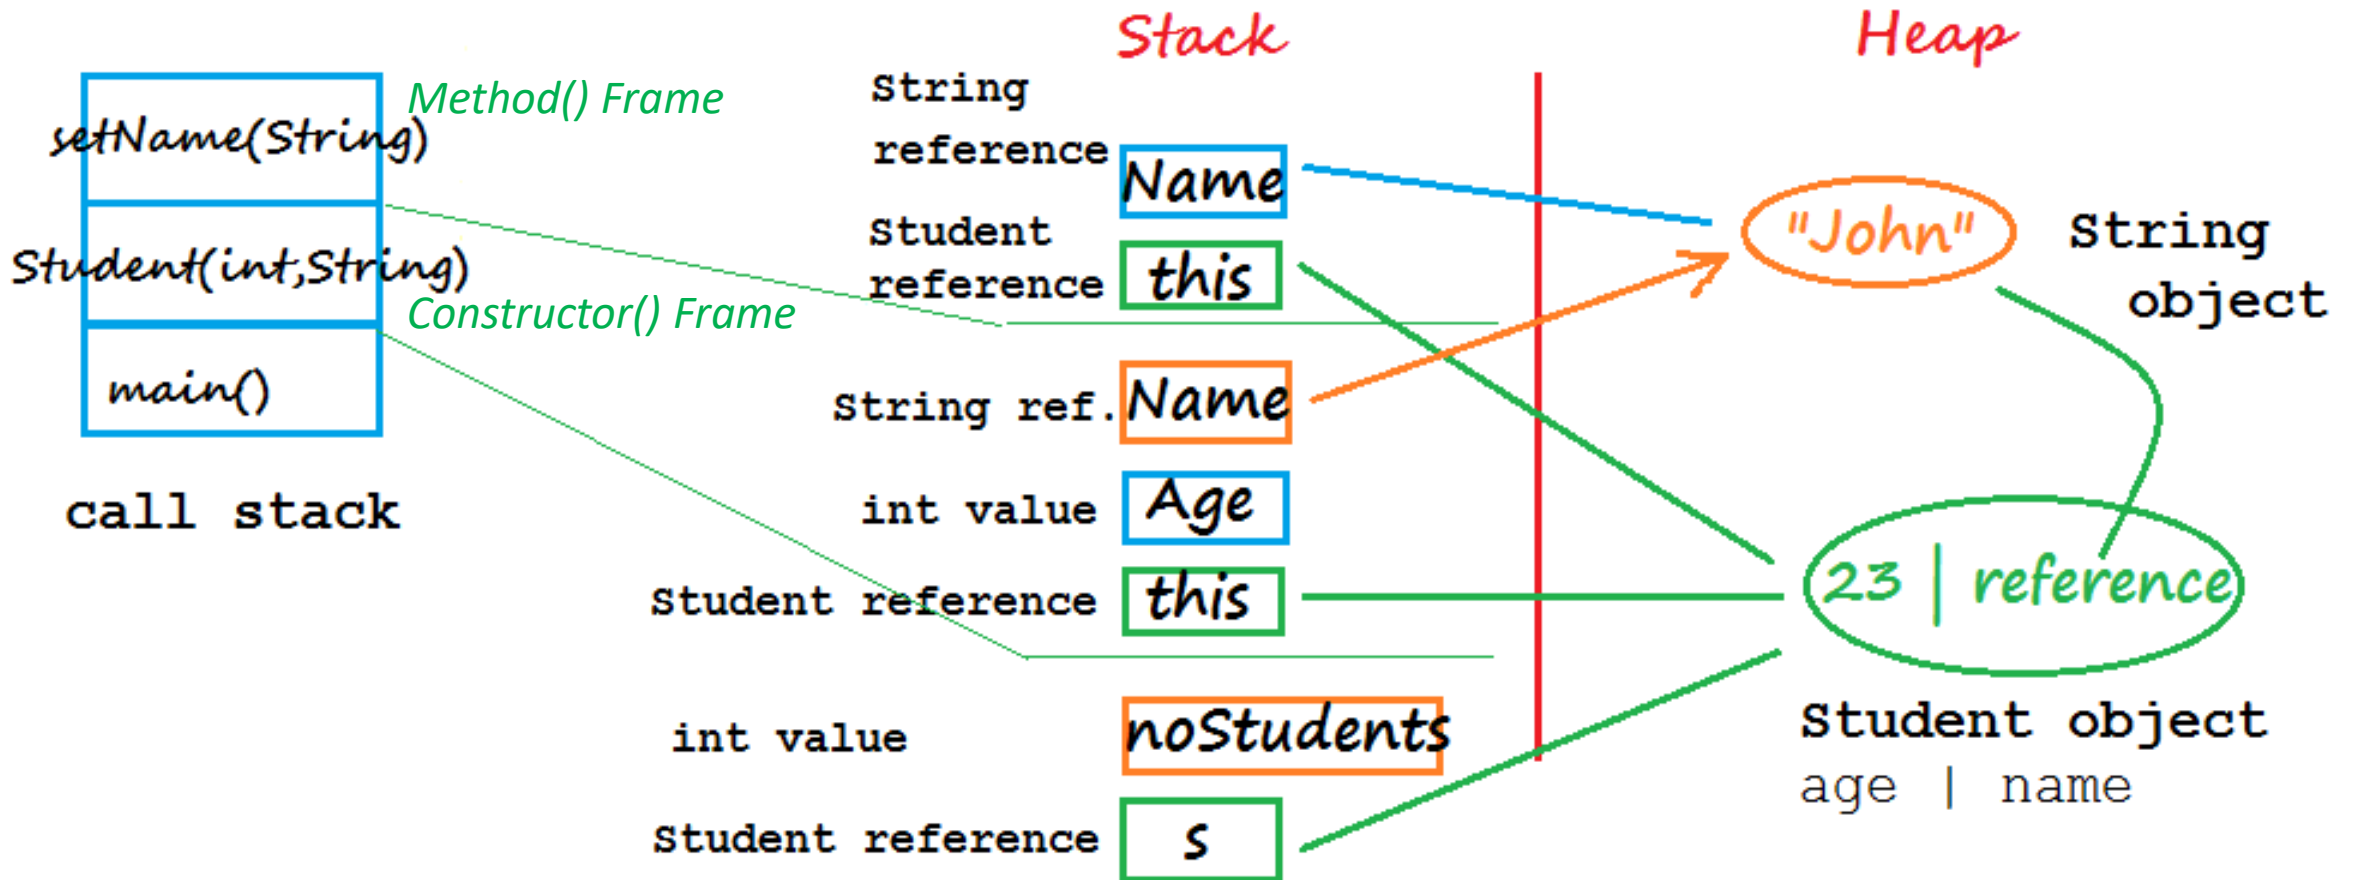 Stack
Heap
Method() Frame
setName(String)
Student(int,String)
Constructor() Frame
main()
call stack
String
reference
Name
Student
reference
this
String ref.
Name
int value
Age
Student reference
this
int value
noStudents
Student reference
s
"John"
String
object
23 | reference
Student object
age | name